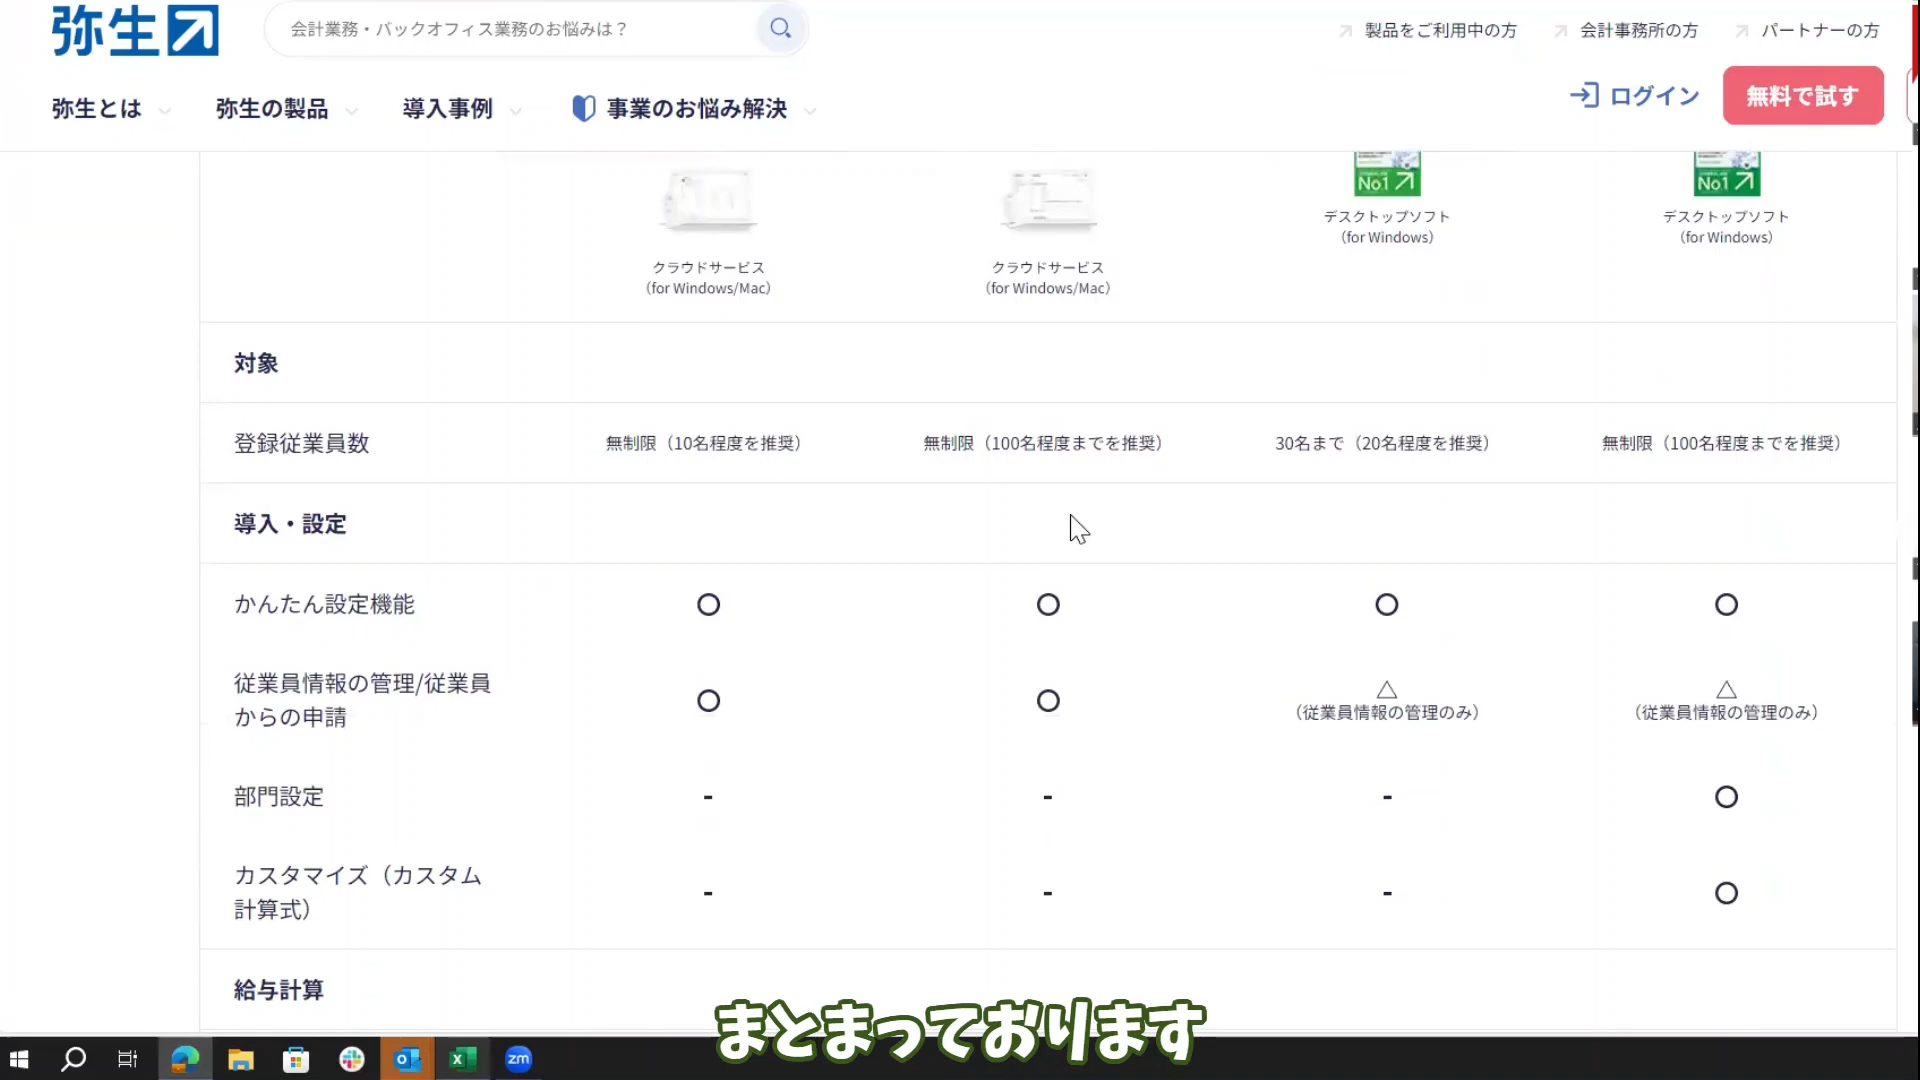 弥生
会計業務・バックオフィス業務のお悩みは？
製品をご利用中の方
会計事務所の方
パートナーの方
弥生とは
弥生の製品
導入事例
事業のお悩み解決
ログイン
無料で試す
No.1
No.1
デスクトップソフト
（for Windows）
デスクトップソフト
（for Windows）
クラウドサービス
（for Windows/Mac）
クラウドサービス
（for Windows/Mac）
対象
登録従業員数
無制限（10名程度を推奨）
無制限（100名程度までを推奨）
30名まで（20名程度を推奨）
無制限（100名程度までを推奨）
導入・設定
かんたん設定機能
○
○
○
○
従業員情報の管理/従業員
からの申請
○
○
△
（従業員情報の管理のみ）
△
（従業員情報の管理のみ）
部門設定
-
-
-
○
カスタマイズ（カスタム
計算式）
-
-
-
○
給与計算
まとまっております
zm